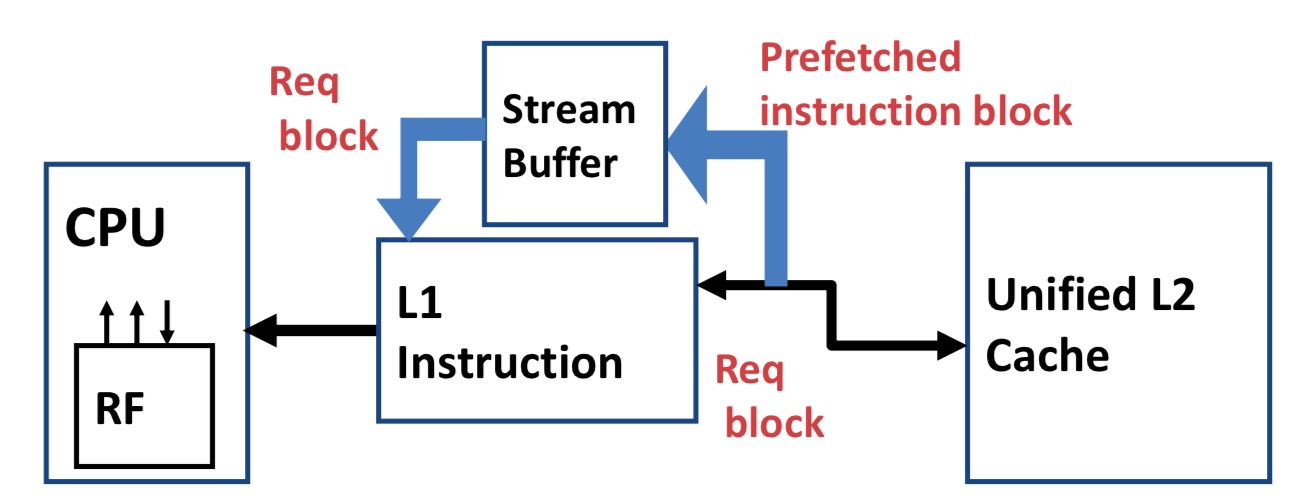 Req
block
Stream
Buffer
Prefetched
instruction block
CPU
RF
L1
Instruction
Req
block
Unified L2
Cache